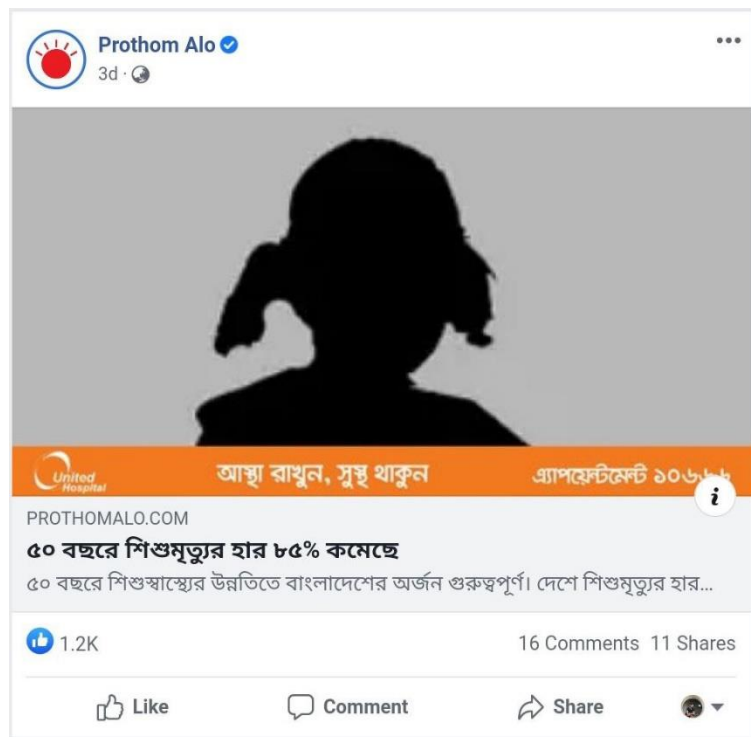 Prothom Alo
3d ·
United
Hospital
আস্থা রাখুন, সুস্থ থাকুন
এ্যাপয়েন্টমেন্ট ১০৬৬৬
PROTHOMALO.COM
৫০ বছরে শিশুমৃত্যুর হার ৮৫% কমেছে
৫০ বছরে শিশুস্বাস্থ্যের উন্নতিতে বাংলাদেশের অর্জন গুরুত্বপূর্ণ। দেশে শিশুমৃত্যুর হার...
1.2K
16 Comments 11 Shares
Like Comment Share